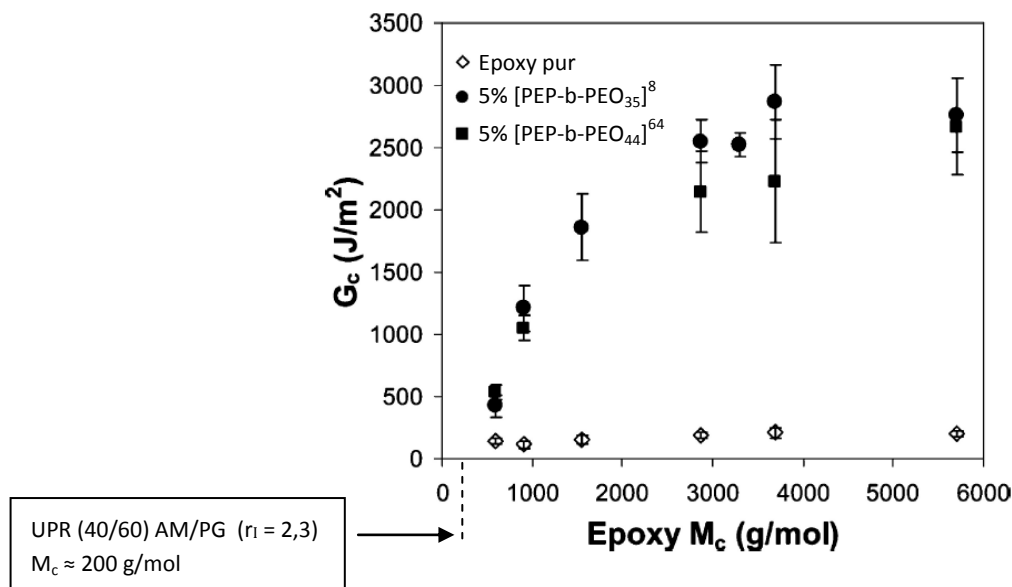 3500
3000
2500
2000
1500
1000
500
0
G_c (J/m²)
Epoxy pur
5% [PEP-b-PEO₃₅]⁸
5% [PEP-b-PEO₄₄]⁶⁴
0 1000 2000 3000 4000 5000 6000
Epoxy M_c (g/mol)
UPR (40/60) AM/PG (r_I = 2,3)
M_c ≈ 200 g/mol